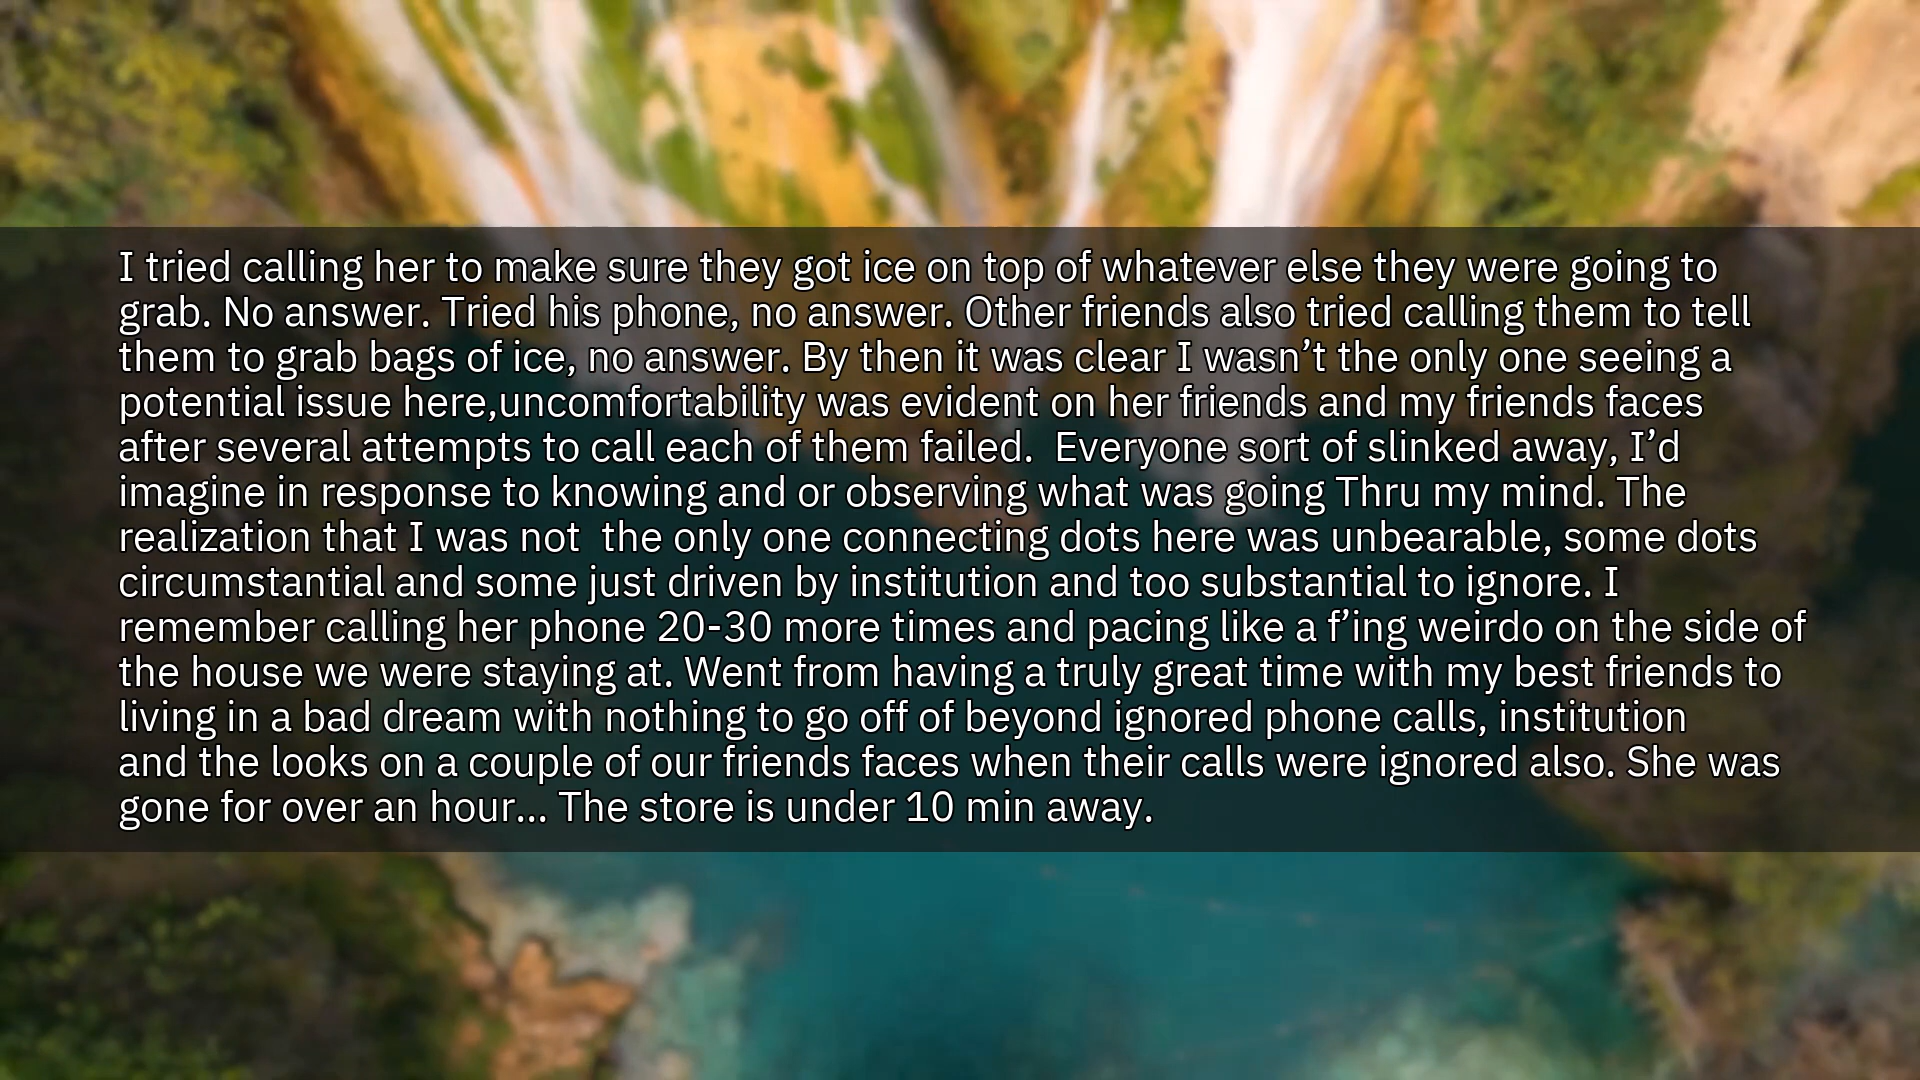 I tried calling her to make sure they got ice on top of whatever else they were going to
grab. No answer. Tried his phone, no answer. Other friends also tried calling them to tell
them to grab bags of ice, no answer. By then it was clear I wasn’t the only one seeing a
potential issue here,uncomfortability was evident on her friends and my friends faces
after several attempts to call each of them failed.  Everyone sort of slinked away, I’d
imagine in response to knowing and or observing what was going Thru my mind. The
realization that I was not  the only one connecting dots here was unbearable, some dots
circumstantial and some just driven by institution and too substantial to ignore. I
remember calling her phone 20-30 more times and pacing like a f’ing weirdo on the side of
the house we were staying at. Went from having a truly great time with my best friends to
living in a bad dream with nothing to go off of beyond ignored phone calls, institution
and the looks on a couple of our friends faces when their calls were ignored also. She was
gone for over an hour... The store is under 10 min away.